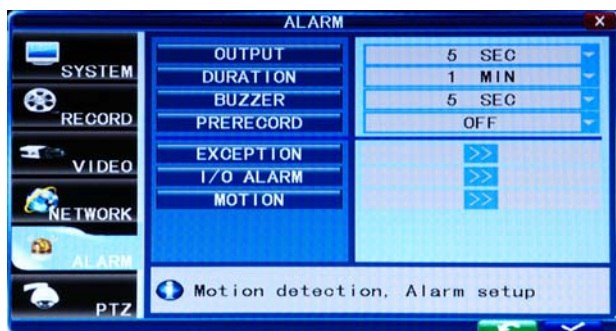 ALARM
SYSTEM
RECORD
VIDEO
NETWORK
ALARM
PTZ
OUTPUT 5 SEC
DURATION 1 MIN
BUZZER 5 SEC
PRERECORD OFF
EXCEPTION >>
I/O ALARM >>
MOTION >>
Motion detection, Alarm setup